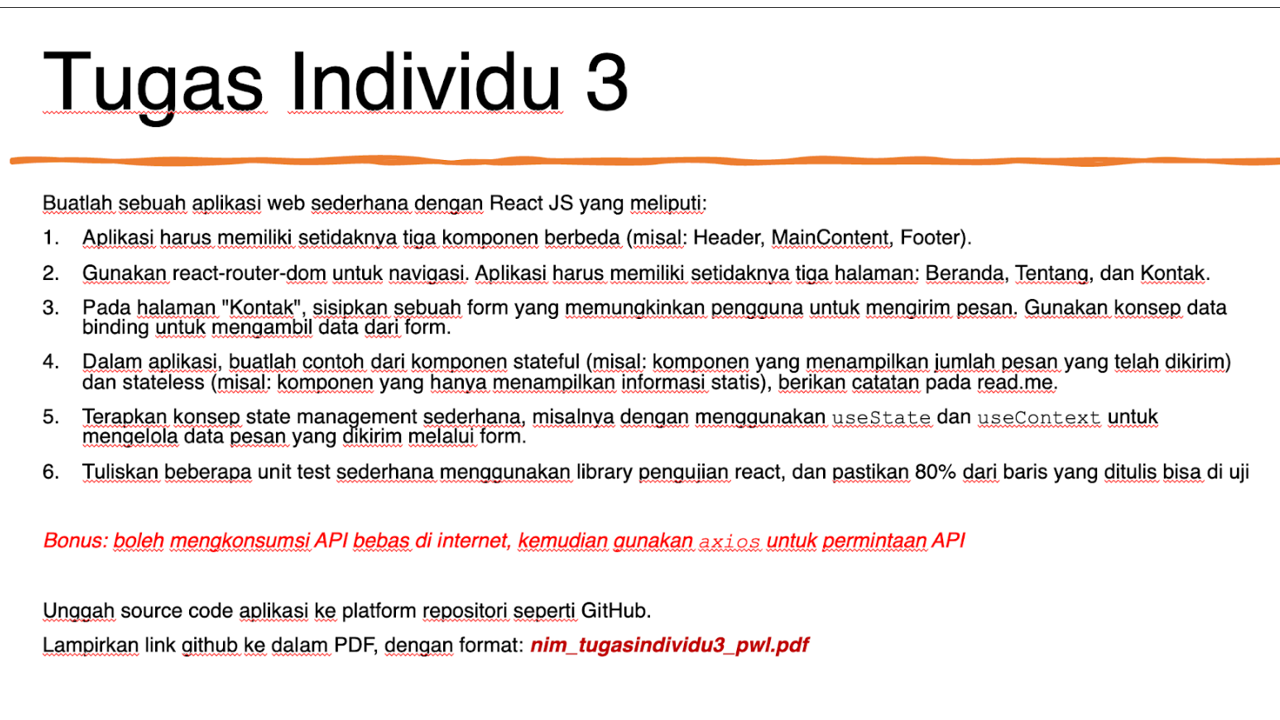 Tugas Individu 3
Buatlah sebuah aplikasi web sederhana dengan React JS yang meliputi:
1. Aplikasi harus memiliki setidaknya tiga komponen berbeda (misal: Header, MainContent, Footer).
2. Gunakan react-router-dom untuk navigasi. Aplikasi harus memiliki setidaknya tiga halaman: Beranda, Tentang, dan Kontak.
3. Pada halaman "Kontak", sisipkan sebuah form yang memungkinkan pengguna untuk mengirim pesan. Gunakan konsep data
binding untuk mengambil data dari form.
4. Dalam aplikasi, buatlah contoh dari komponen stateful (misal: komponen yang menampilkan jumlah pesan yang telah dikirim)
dan stateless (misal: komponen yang hanya menampilkan informasi statis), berikan catatan pada read.me.
5. Terapkan konsep state management sederhana, misalnya dengan menggunakan useState dan useContext untuk
mengelola data pesan yang dikirim melalui form.
6. Tuliskan beberapa unit test sederhana menggunakan library pengujian react, dan pastikan 80% dari baris yang ditulis bisa di uji
Bonus: boleh mengkonsumsi API bebas di internet, kemudian gunakan axios untuk permintaan API
Unggah source code aplikasi ke platform repositori seperti GitHub.
Lampirkan link github ke dalam PDF, dengan format: nim_tugasindividu3_pwl.pdf